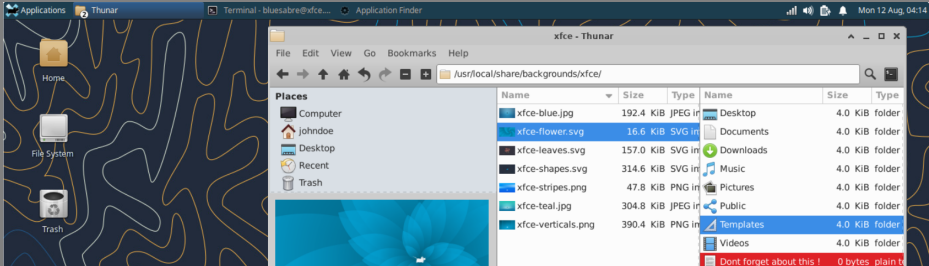 Applications
2
Thunar
Terminal - bluesabre@xfce....
Application Finder
Mon 12 Aug, 04:14
Home
File System
Trash
xfce - Thunar
File Edit View Go Bookmarks Help
/usr/local/share/backgrounds/xfce/
Places
Computer
johndoe
Desktop
Recent
Trash
Name Size Type
xfce-blue.jpg 192.4 KiB JPEG in
xfce-flower.svg 16.6 KiB SVG im
xfce-leaves.svg 157.0 KiB SVG im
xfce-shapes.svg 314.6 KiB SVG im
xfce-stripes.png 47.8 KiB PNG in
xfce-teal.jpg 304.8 KiB JPEG in
xfce-verticals.png 390.4 KiB PNG in
Name Size Type
Desktop 4.0 KiB folder
Documents 4.0 KiB folder
Downloads 4.0 KiB folder
Music 4.0 KiB folder
Pictures 4.0 KiB folder
Public 4.0 KiB folder
Templates 4.0 KiB folder
Videos 4.0 KiB folder
Dont forget about this ! 0 bytes plain t